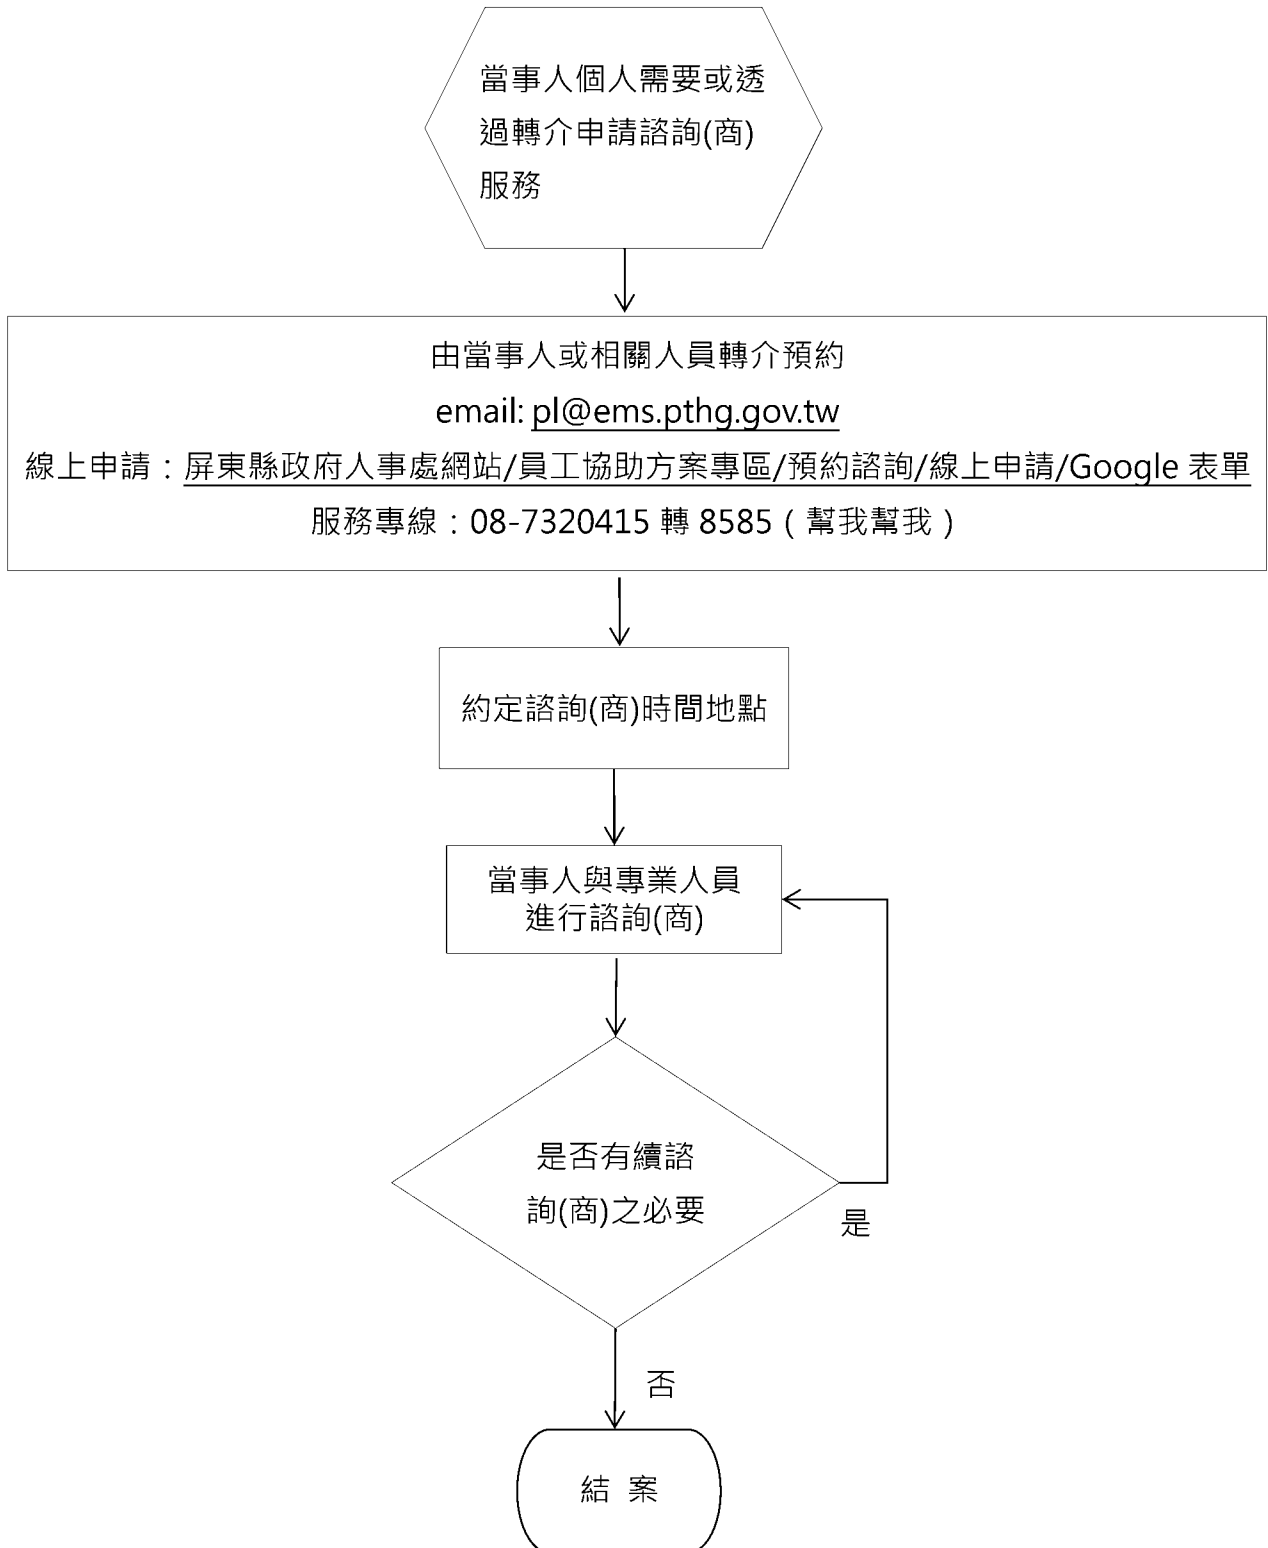 當事人個人需要或透
過轉介申請諮詢(商)
服務
由當事人或相關人員轉介預約
email: pl@ems.pthg.gov.tw
線上申請：屏東縣政府人事處網站/員工協助方案專區/預約諮詢/線上申請/Google 表單
服務專線：08-7320415 轉 8585（幫我幫我）
約定諮詢(商)時間地點
當事人與專業人員
進行諮詢(商)
是否有續諮
詢(商)之必要
是
否
結 案